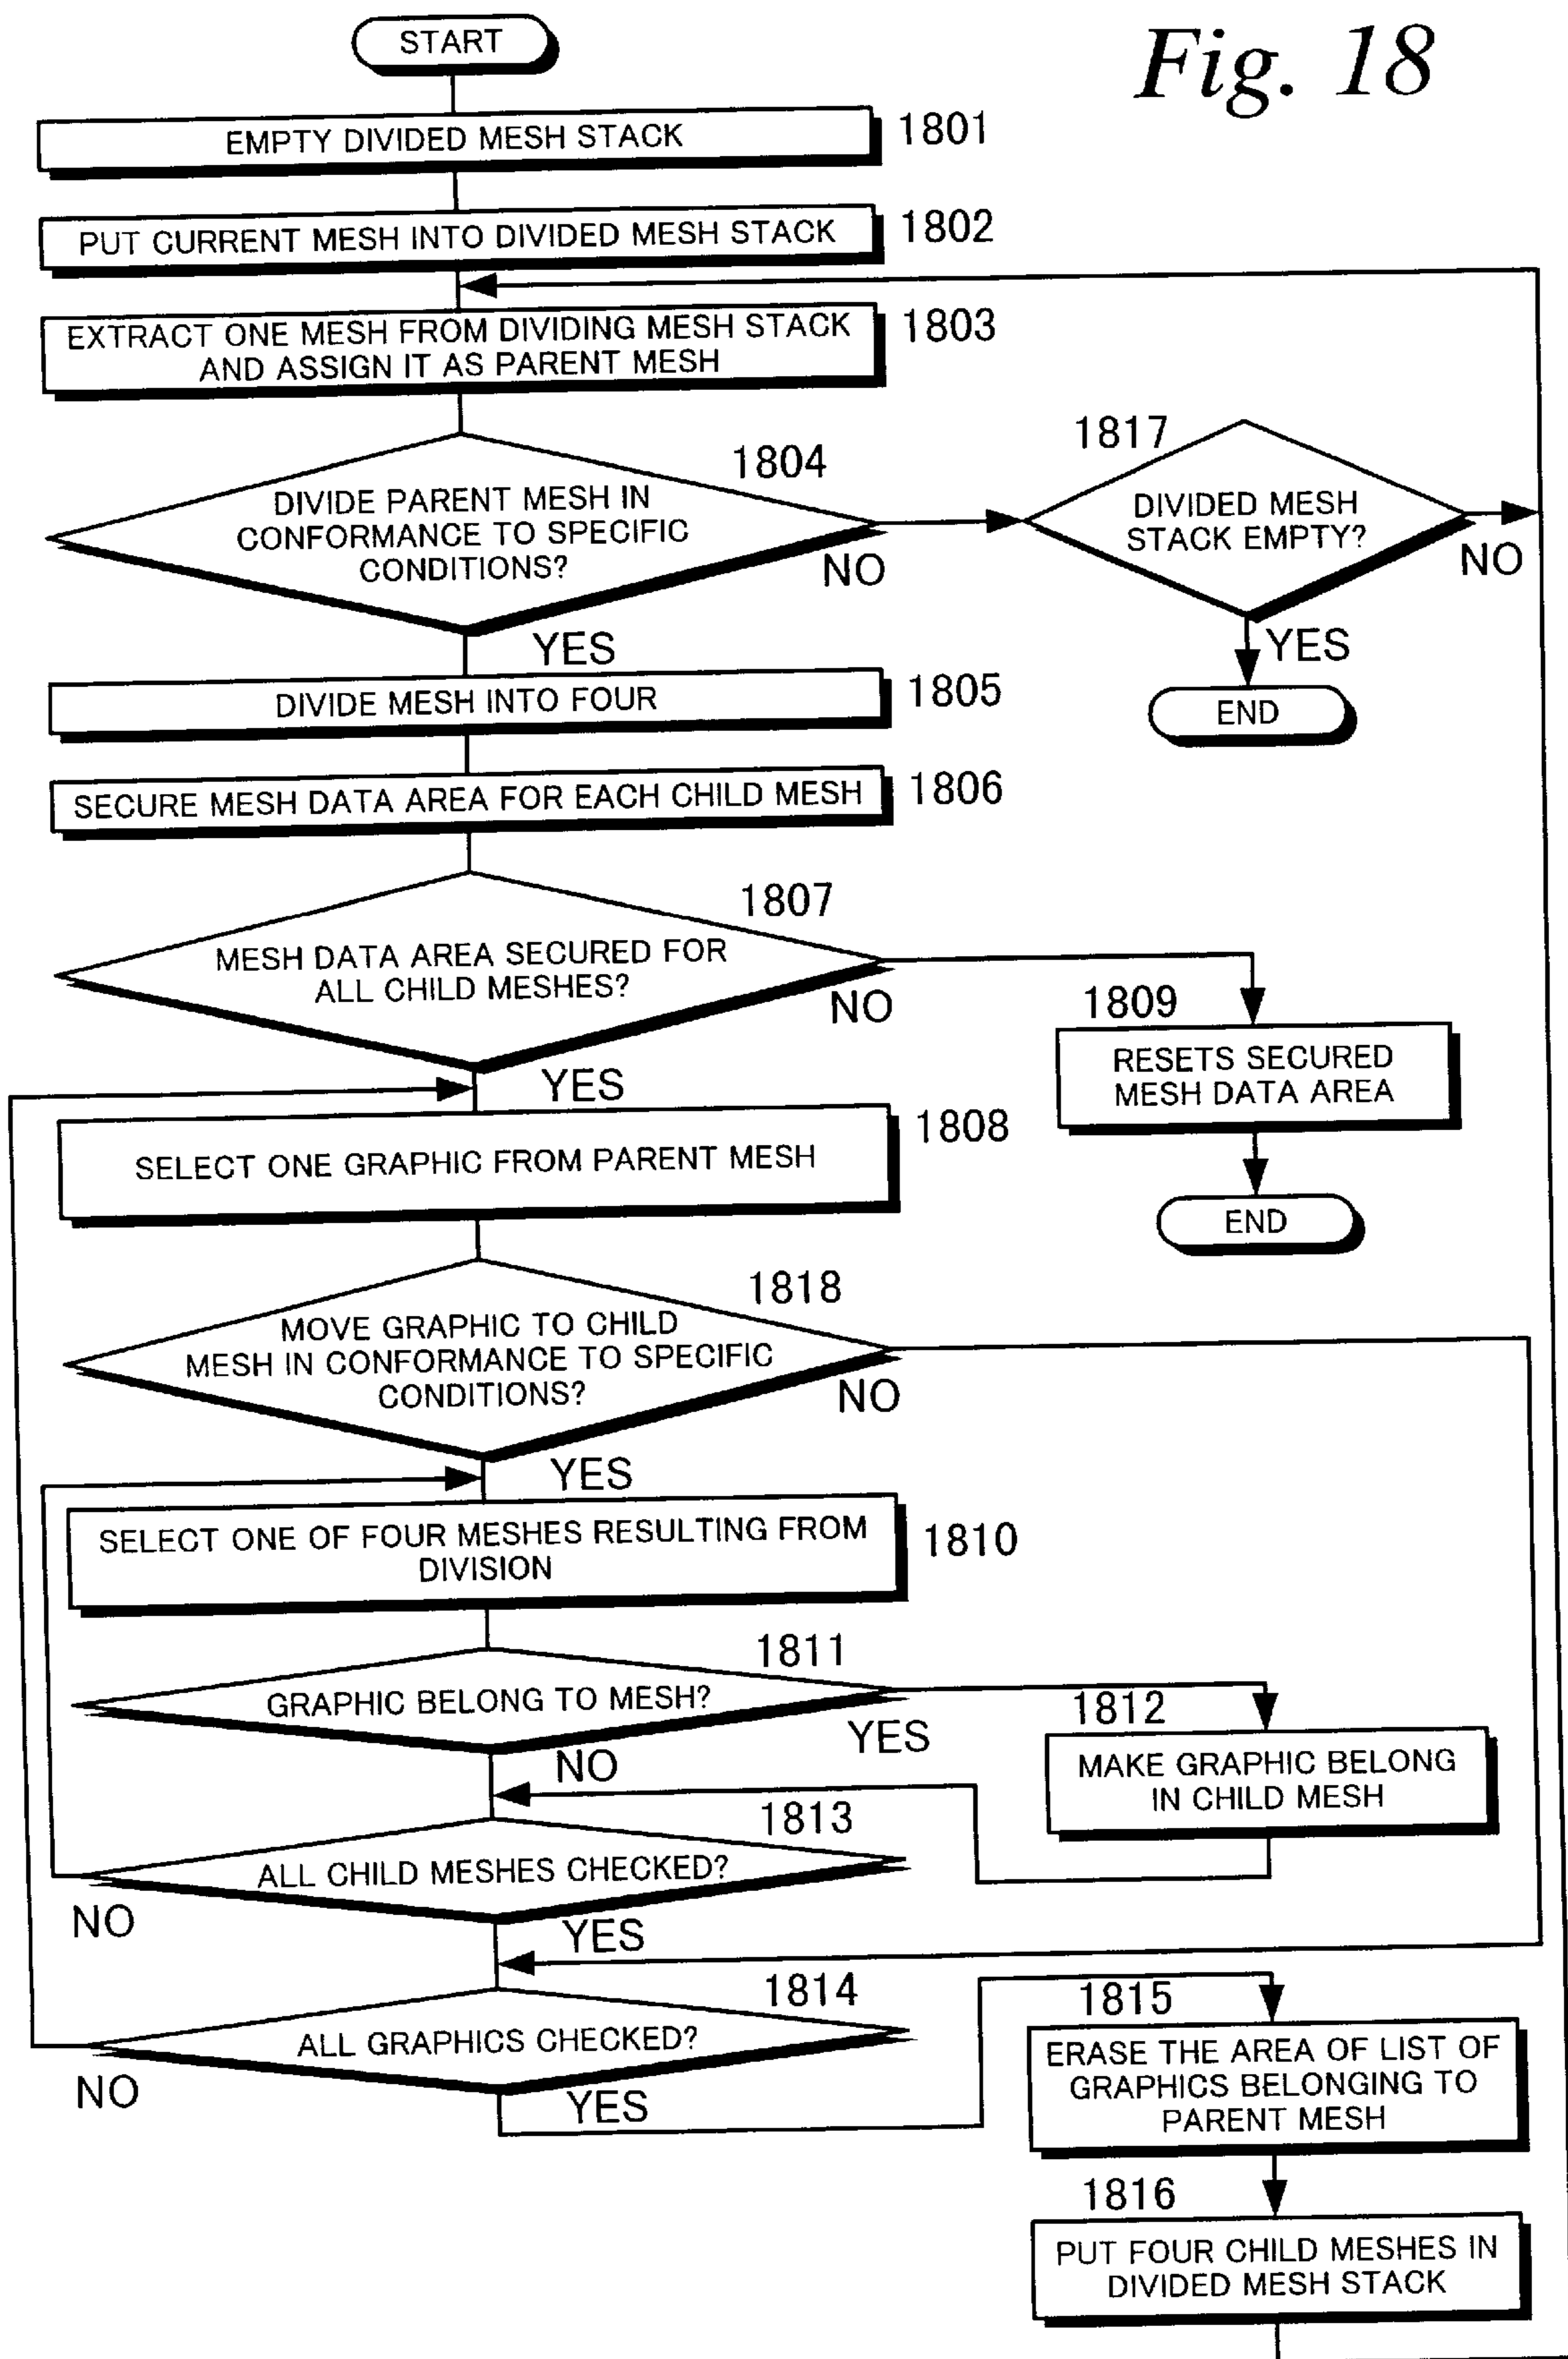 Fig. 18
START
EMPTY DIVIDED MESH STACK
1801
PUT CURRENT MESH INTO DIVIDED MESH STACK
1802
EXTRACT ONE MESH FROM DIVIDING MESH STACK
AND ASSIGN IT AS PARENT MESH
1803
1804
DIVIDE PARENT MESH IN
CONFORMANCE TO SPECIFIC
CONDITIONS?
NO
YES
1817
DIVIDED MESH
STACK EMPTY?
NO
YES
END
DIVIDE MESH INTO FOUR
1805
SECURE MESH DATA AREA FOR EACH CHILD MESH
1806
1807
MESH DATA AREA SECURED FOR
ALL CHILD MESHES?
NO
YES
1809
RESETS SECURED
MESH DATA AREA
END
1808
SELECT ONE GRAPHIC FROM PARENT MESH
1818
MOVE GRAPHIC TO CHILD
MESH IN CONFORMANCE TO SPECIFIC
CONDITIONS?
NO
YES
SELECT ONE OF FOUR MESHES RESULTING FROM
DIVISION
1810
1811
GRAPHIC BELONG TO MESH?
YES
NO
1812
MAKE GRAPHIC BELONG
IN CHILD MESH
1813
ALL CHILD MESHES CHECKED?
NO
YES
1814
ALL GRAPHICS CHECKED?
NO
YES
1815
ERASE THE AREA OF LIST OF
GRAPHICS BELONGING TO
PARENT MESH
1816
PUT FOUR CHILD MESHES IN
DIVIDED MESH STACK